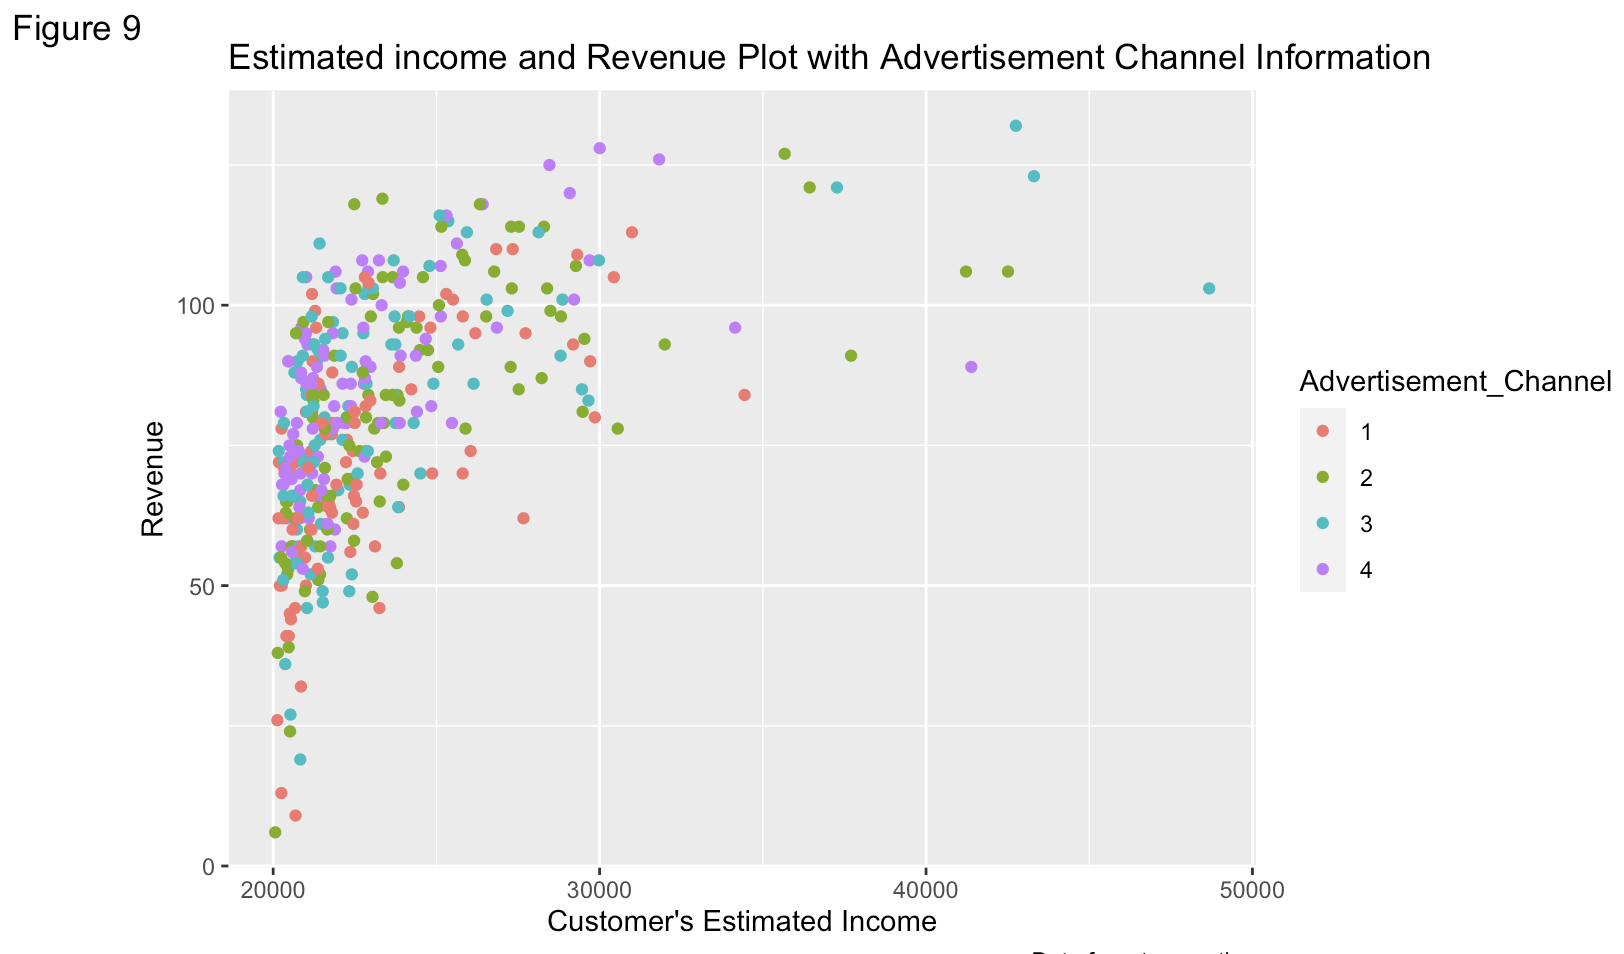 Figure 9
Estimated income and Revenue Plot with Advertisement Channel Information
Revenue
100
50
0
20000
30000
40000
50000
Customer's Estimated Income
Advertisement_Channel
1
2
3
4